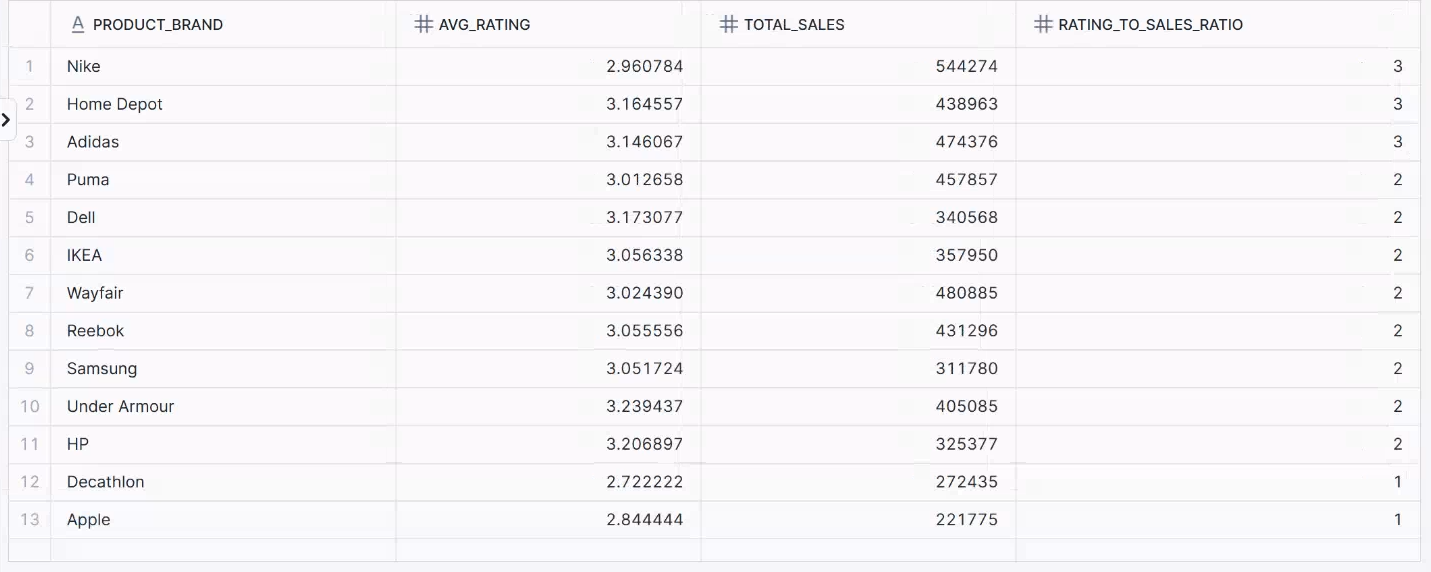 A PRODUCT_BRAND # AVG_RATING # TOTAL_SALES # RATING_TO_SALES_RATIO
1 Nike 2.960784 544274 3
2 Home Depot 3.164557 438963 3
3 Adidas 3.146067 474376 3
4 Puma 3.012658 457857 2
5 Dell 3.173077 340568 2
6 IKEA 3.056338 357950 2
7 Wayfair 3.024390 480885 2
8 Reebok 3.055556 431296 2
9 Samsung 3.051724 311780 2
10 Under Armour 3.239437 405085 2
11 HP 3.206897 325377 2
12 Decathlon 2.722222 272435 1
13 Apple 2.844444 221775 1